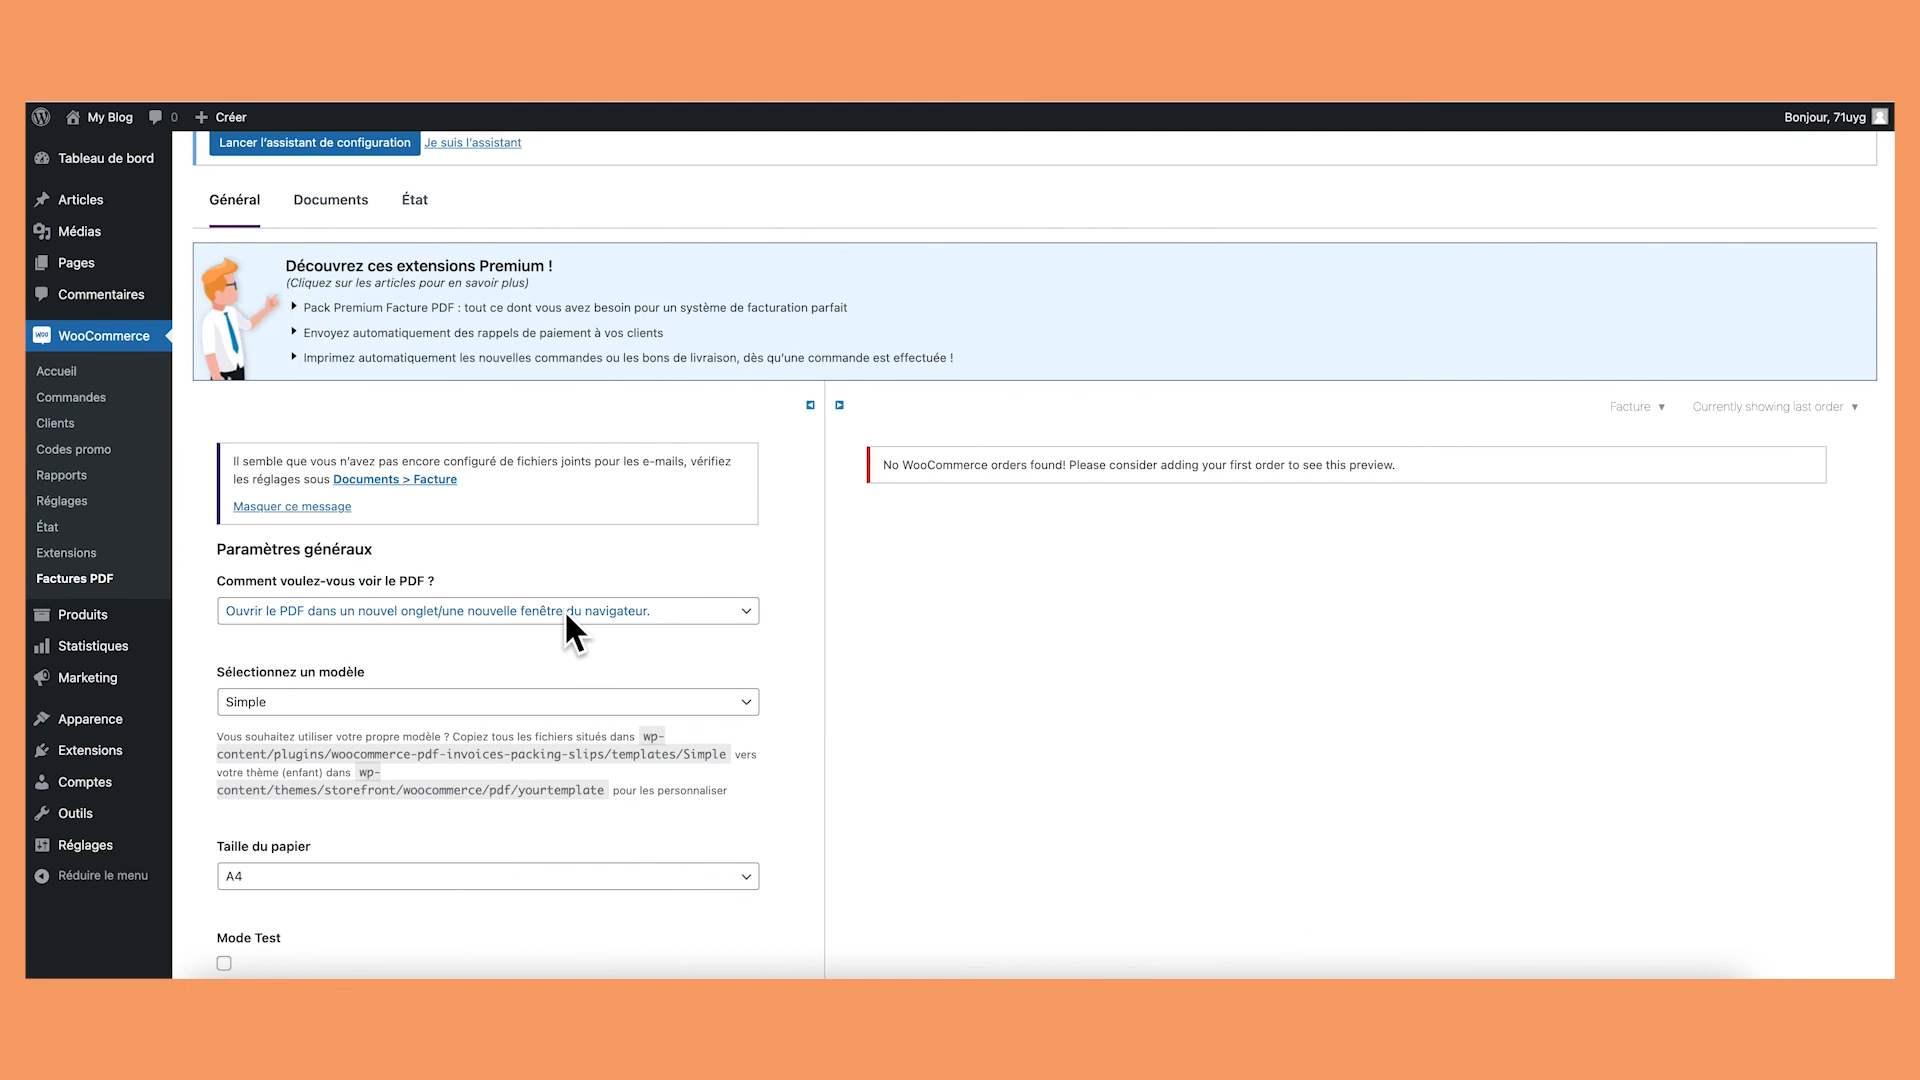 My Blog 0 Créer
Bonjour, 71uyg
Tableau de bord
Articles
Médias
Pages
Commentaires
WooCommerce
Accueil
Commandes
Clients
Codes promo
Rapports
Réglages
État
Extensions
Factures PDF
Produits
Statistiques
Marketing
Apparence
Extensions
Comptes
Outils
Réglages
Réduire le menu
Lancer l'assistant de configuration Je suis l'assistant
Général Documents État
Découvrez ces extensions Premium !
(Cliquez sur les articles pour en savoir plus)
Pack Premium Facture PDF : tout ce dont vous avez besoin pour un système de facturation parfait
Envoyez automatiquement des rappels de paiement à vos clients
Imprimez automatiquement les nouvelles commandes ou les bons de livraison, dès qu'une commande est effectuée !
Il semble que vous n'avez pas encore configuré de fichiers joints pour les e-mails, vérifiez
les réglages sous Documents > Facture
Masquer ce message
Paramètres généraux
Comment voulez-vous voir le PDF ?
Ouvrir le PDF dans un nouvel onglet/une nouvelle fenêtre du navigateur.
Sélectionnez un modèle
Simple
Vous souhaitez utiliser votre propre modèle ? Copiez tous les fichiers situés dans wp-
content/plugins/woocommerce-pdf-invoices-packing-slips/templates/Simple vers
votre thème (enfant) dans wp-
content/themes/storefront/woocommerce/pdf/yourtemplate pour les personnaliser
Taille du papier
A4
Mode Test
Facture ▼ Currently showing last order ▼
No WooCommerce orders found! Please consider adding your first order to see this preview.